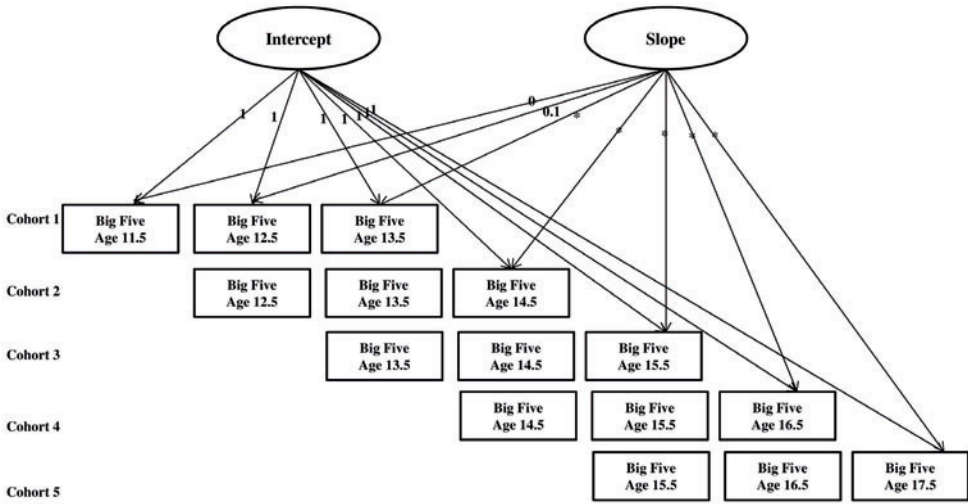 Intercept
Slope
1
1
1
1
1
1
1
0
0.1
*
*
*
*
*
Cohort 1
Big Five
Age 11.5
Big Five
Age 12.5
Big Five
Age 13.5
Cohort 2
Big Five
Age 12.5
Big Five
Age 13.5
Big Five
Age 14.5
Cohort 3
Big Five
Age 13.5
Big Five
Age 14.5
Big Five
Age 15.5
Cohort 4
Big Five
Age 14.5
Big Five
Age 15.5
Big Five
Age 16.5
Cohort 5
Big Five
Age 15.5
Big Five
Age 16.5
Big Five
Age 17.5